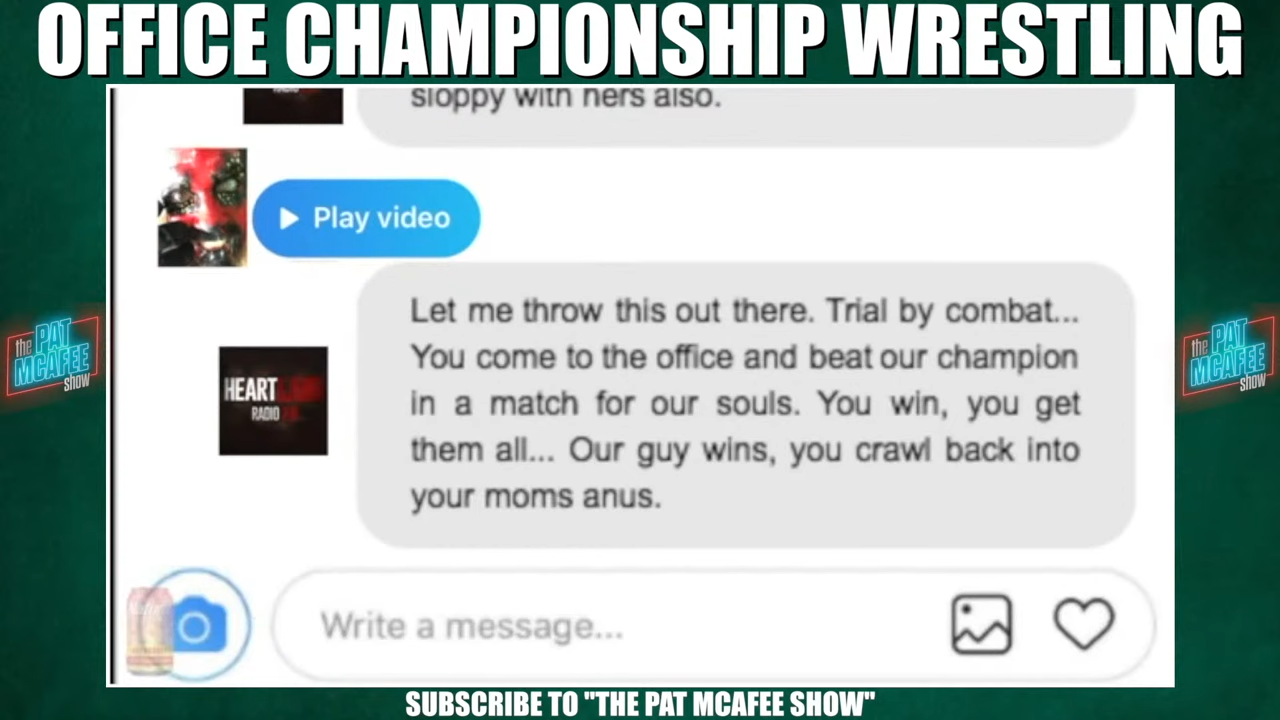 OFFICE CHAMPIONSHIP WRESTLING
sloppy with hers also.
Play video
Let me throw this out there. Trial by combat...
You come to the office and beat our champion
in a match for our souls. You win, you get
them all... Our guy wins, you crawl back into
your moms anus.
HEARTLAND
RADIO
the PAT
MCAFEE
show
the PAT
MCAFEE
show
Write a message...
SUBSCRIBE TO "THE PAT MCAFEE SHOW"